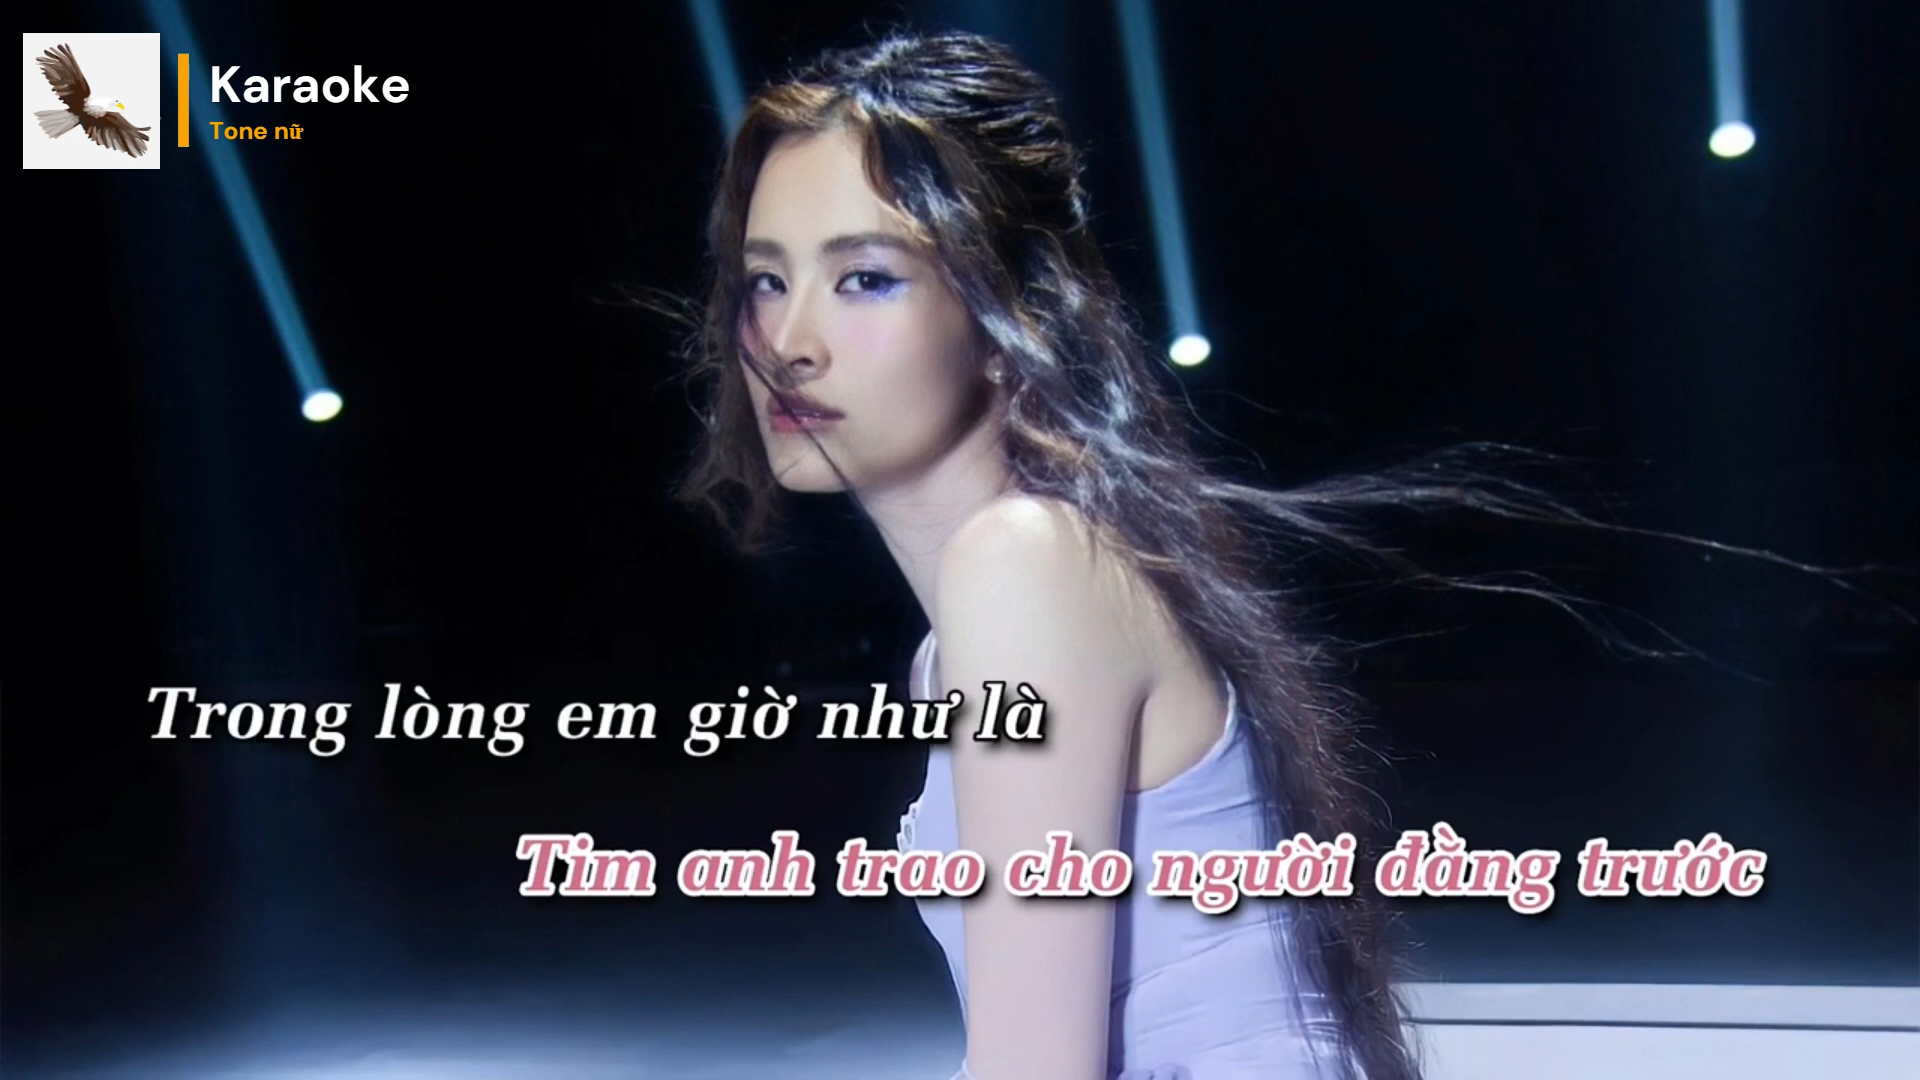 Karaoke
Tone nữ
Trong lòng em giờ như là
Tim anh trao cho người đằng trước